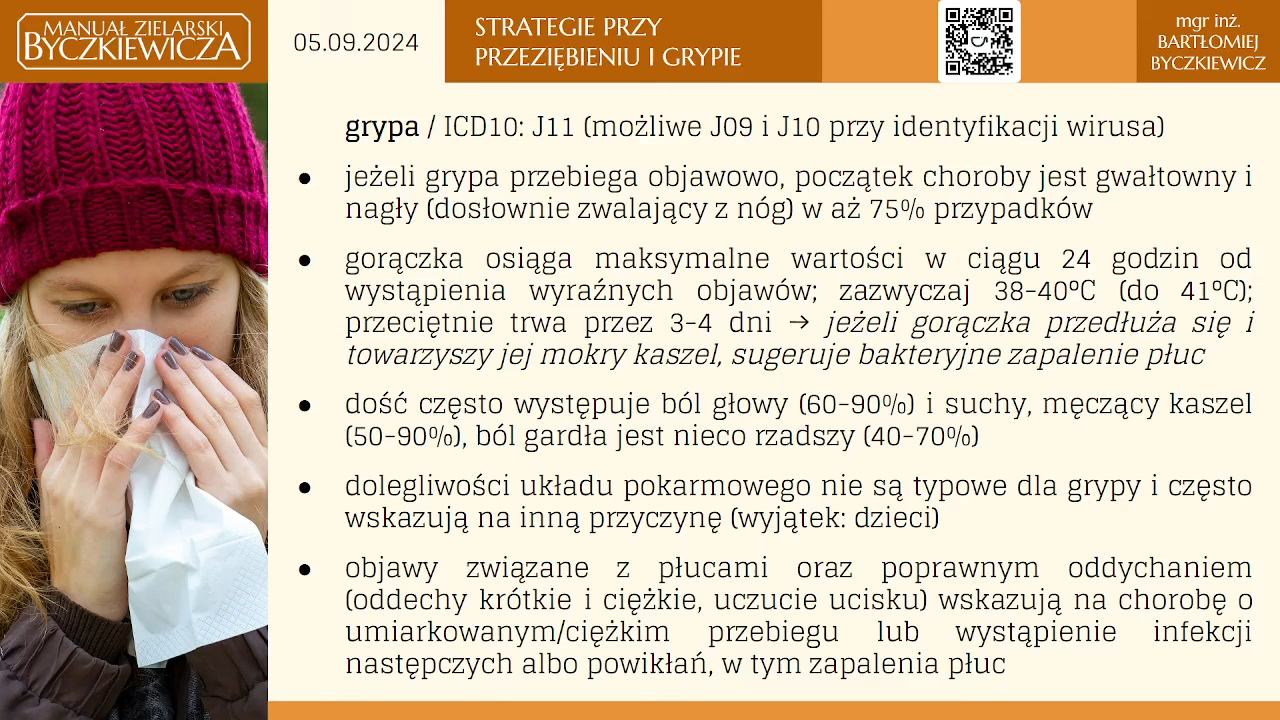 MANUAŁ ZIELARSKI
BYCZKIEWICZA
05.09.2024
STRATEGIE PRZY
PRZEZIĘBIENIU I GRYPIE
mgr inż.
BARTŁOMIEJ
BYCZKIEWICZ
grypa / ICD10: J11 (możliwe J09 i J10 przy identyfikacji wirusa)
● jeżeli grypa przebiega objawowo, początek choroby jest gwałtowny i
nagły (dosłownie zwalający z nóg) w aż 75% przypadków
● gorączka osiąga maksymalne wartości w ciągu 24 godzin od
wystąpienia wyraźnych objawów; zazwyczaj 38-40ºC (do 41ºC);
przeciętnie trwa przez 3-4 dni → jeżeli gorączka przedłuża się i
towarzyszy jej mokry kaszel, sugeruje bakteryjne zapalenie płuc
● dość często występuje ból głowy (60-90%) i suchy, męczący kaszel
(50-90%), ból gardła jest nieco rzadszy (40-70%)
● dolegliwości układu pokarmowego nie są typowe dla grypy i często
wskazują na inną przyczynę (wyjątek: dzieci)
● objawy związane z płucami oraz poprawnym oddychaniem
(oddechy krótkie i ciężkie, uczucie ucisku) wskazują na chorobę o
umiarkowanym/ciężkim przebiegu lub wystąpienie infekcji
następczych albo powikłań, w tym zapalenia płuc